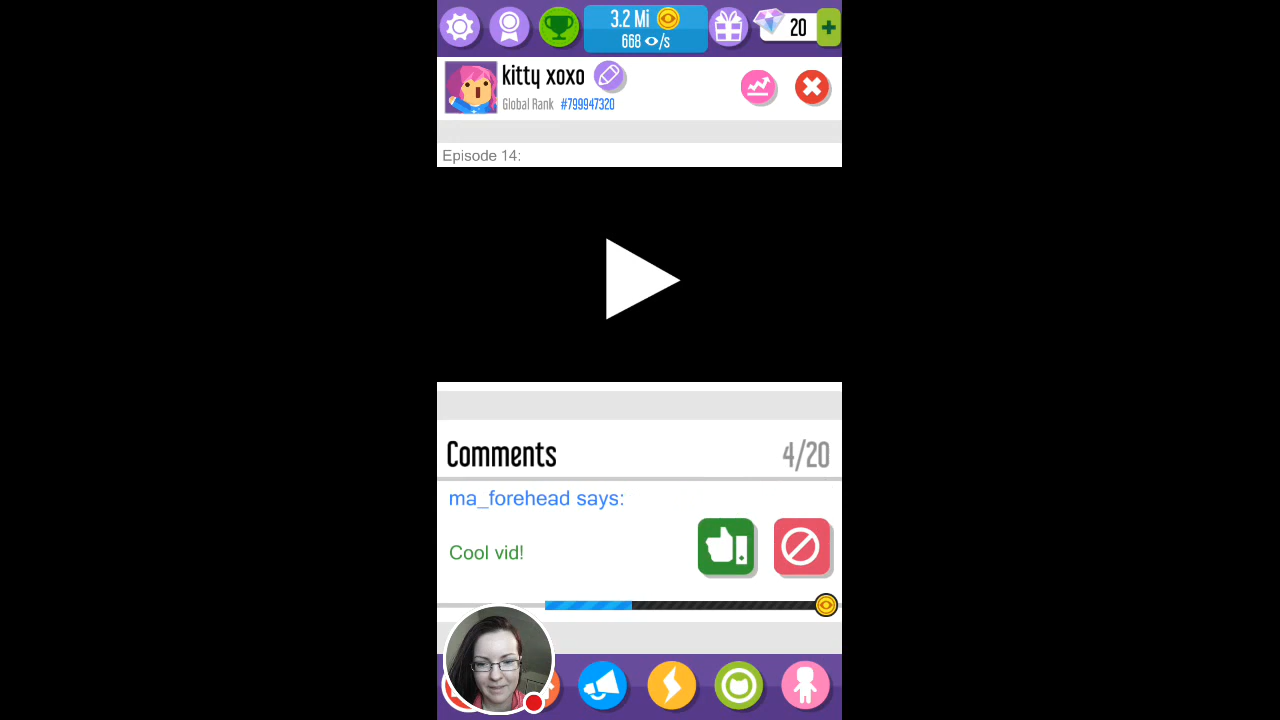 3.2 Mi
668 /s
20
kitty xoxo
Global Rank #799947320
Episode 14:
Comments 4/20
ma_forehead says:
Cool vid!